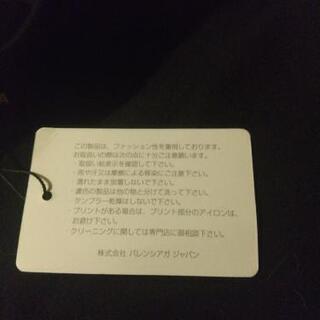 この製品は、ファッション性を重視しております。
お取扱いの際は次の点に十分ご注意願います。
・取扱い絵表示を確認して下さい。
・雨や汗又は摩擦による移染にご注意下さい。
・濡れたまま放置しないで下さい。
・濃色の製品は他の物と分けて洗って下さい。
・タンブラー乾燥はしないで下さい。
・プリントがある場合は、プリント部分のアイロンは、
お避け下さい。
クリーニングに関しては専門店に御相談下さい。
株式会社 バレンシアガ ジャパン